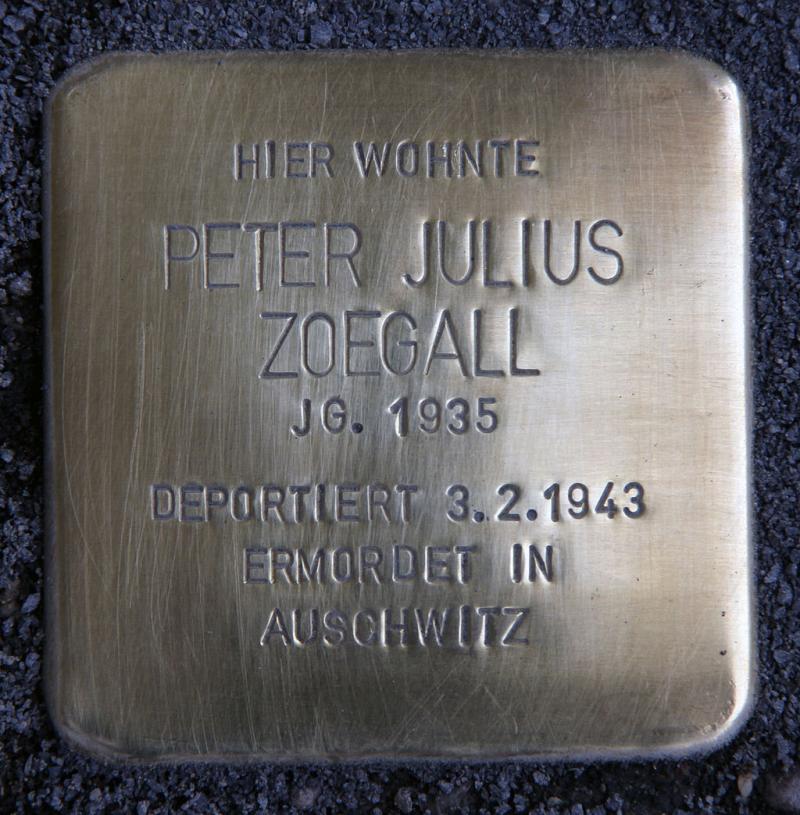 HIER WOHNTE
PETER JULIUS
ZOEGALL
JG. 1935
DEPORTIERT 3.2.1943
ERMORDET IN
AUSCHWITZ